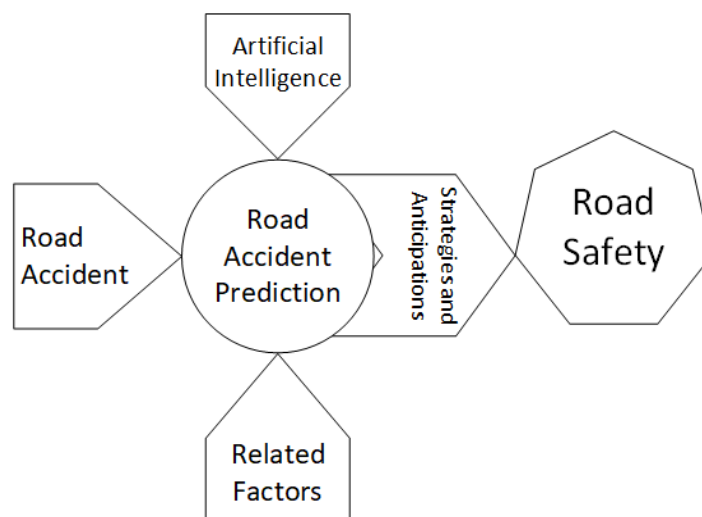 Artificial
Intelligence
Road
Accident
Road
Accident
Prediction
Strategies and
Anticipations
Road
Safety
Related
Factors